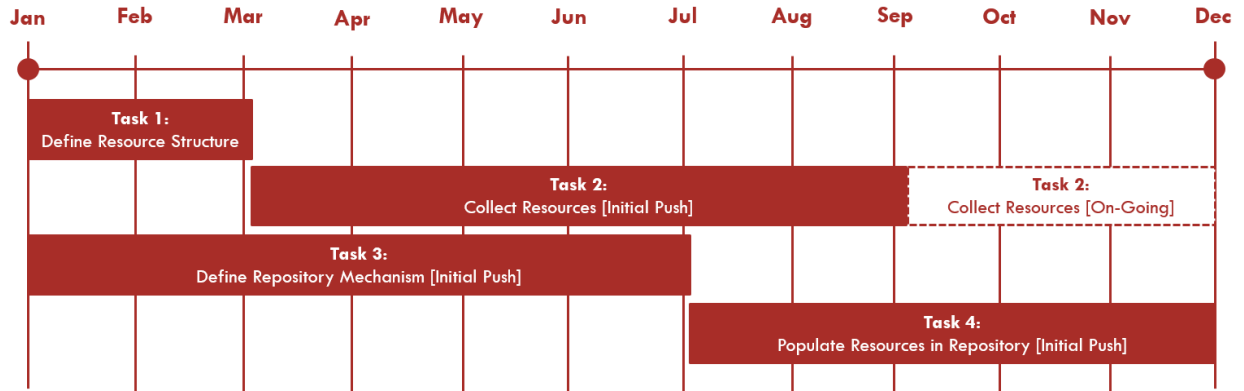 Jan Feb Mar Apr May Jun Jul Aug Sep Oct Nov Dec
Task 1:
Define Resource Structure
Task 2:
Collect Resources [Initial Push]
Task 2:
Collect Resources [On-Going]
Task 3:
Define Repository Mechanism [Initial Push]
Task 4:
Populate Resources in Repository [Initial Push]